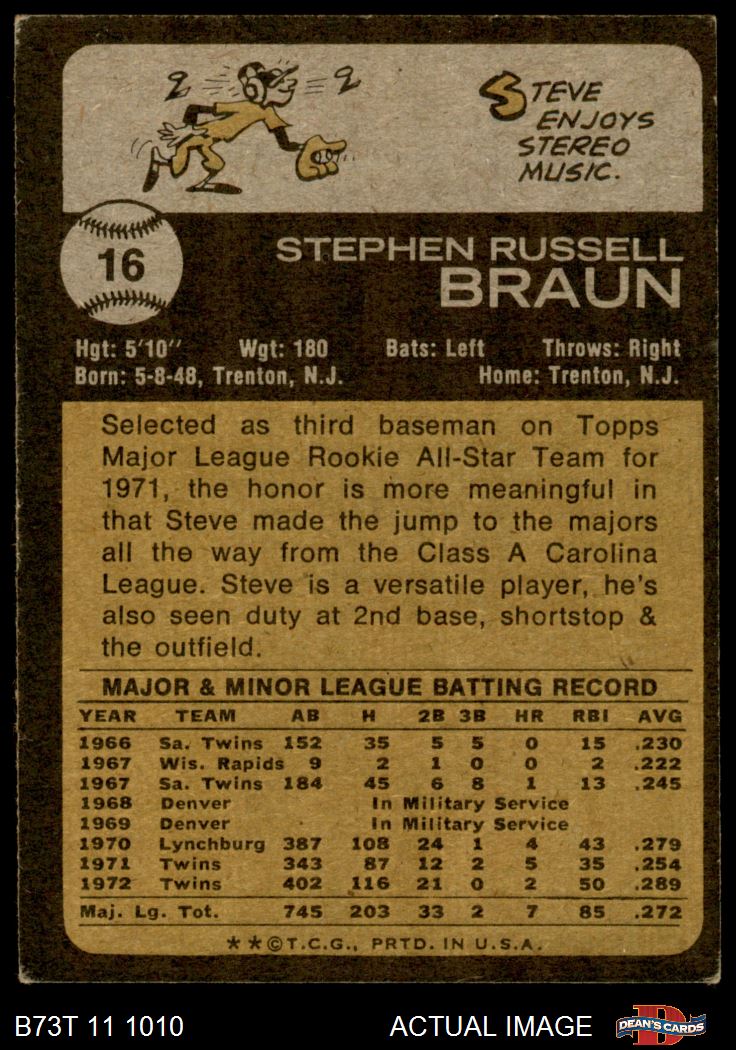 STEVE
ENJOYS
STEREO
MUSIC.
16
STEPHEN RUSSELL
BRAUN
Hgt: 5'10" Wgt: 180 Bats: Left Throws: Right
Born: 5-8-48, Trenton, N.J. Home: Trenton, N.J.
Selected as third baseman on Topps
Major League Rookie All-Star Team for
1971, the honor is more meaningful in
that Steve made the jump to the majors
all the way from the Class A Carolina
League. Steve is a versatile player, he's
also seen duty at 2nd base, shortstop &
the outfield.
MAJOR & MINOR LEAGUE BATTING RECORD
YEAR TEAM AB H 2B 3B HR RBI AVG
1966 Sa. Twins 152 35 5 5 0 15 .230
1967 Wis. Rapids 9 2 1 0 0 2 .222
1967 Sa. Twins 184 45 6 8 1 13 .245
1968 Denver In Military Service
1969 Denver In Military Service
1970 Lynchburg 387 108 24 1 4 43 .279
1971 Twins 343 87 12 2 5 35 .254
1972 Twins 402 116 21 0 2 50 .289
Maj. Lg. Tot. 745 203 33 2 7 85 .272
**©T.C.G., PRTD. IN U.S.A.
B73T 11 1010 ACTUAL IMAGE DEAN'S CARDS